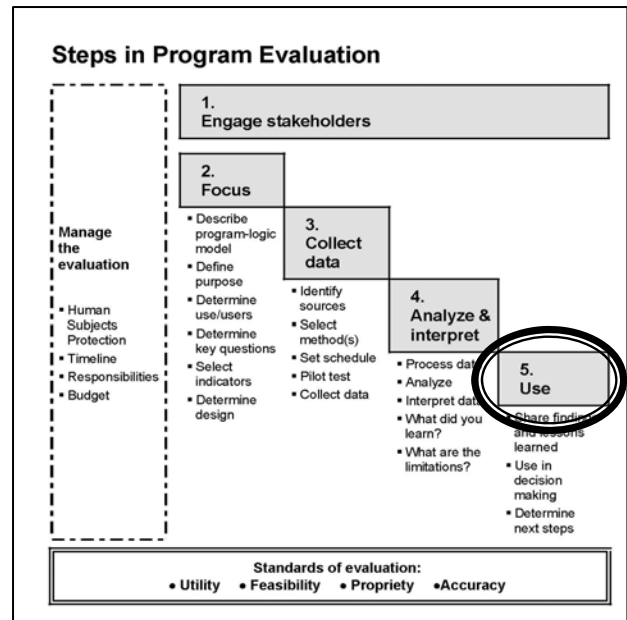 Steps in Program Evaluation
1.
Engage stakeholders
Manage
the
evaluation
▪ Human
Subjects
Protection
▪ Timeline
▪ Responsibilities
▪ Budget
2.
Focus
▪ Describe
program-logic
model
▪ Define
purpose
▪ Determine
use/users
▪ Determine
key questions
▪ Select
indicators
▪ Determine
design
3.
Collect
data
▪ Identify
sources
▪ Select
method(s)
▪ Set schedule
▪ Pilot test
▪ Collect data
4.
Analyze &
interpret
▪ Process data
▪ Analyze
▪ Interpret data
▪ What did you
learn?
▪ What are the
limitations?
5.
Use
▪ Share findings
and lessons
learned
▪ Use in
decision
making
▪ Determine
next steps
Standards of evaluation:
• Utility • Feasibility • Propriety •Accuracy